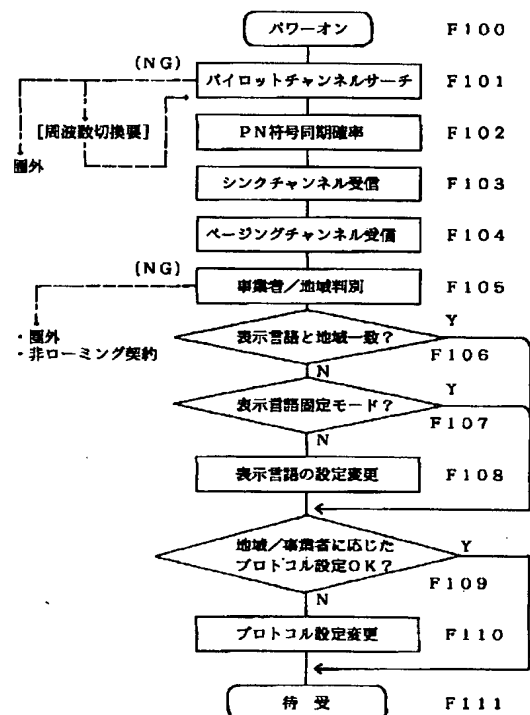 パワーオン F100
(NG)
パイロットチャンネルサーチ F101
[周波数切換要]
圏外
PN符号同期確率 F102
シンクチャンネル受信 F103
ページングチャンネル受信 F104
(NG)
事業者/地域判別 F105
・圏外
・非ローミング契約
表示言語と地域一致? Y
F106
N
表示言語固定モード? Y
F107
N
表示言語の設定変更 F108
地域/事業者に応じた
プロトコル設定OK? Y
F109
N
プロトコル設定変更 F110
待受 F111